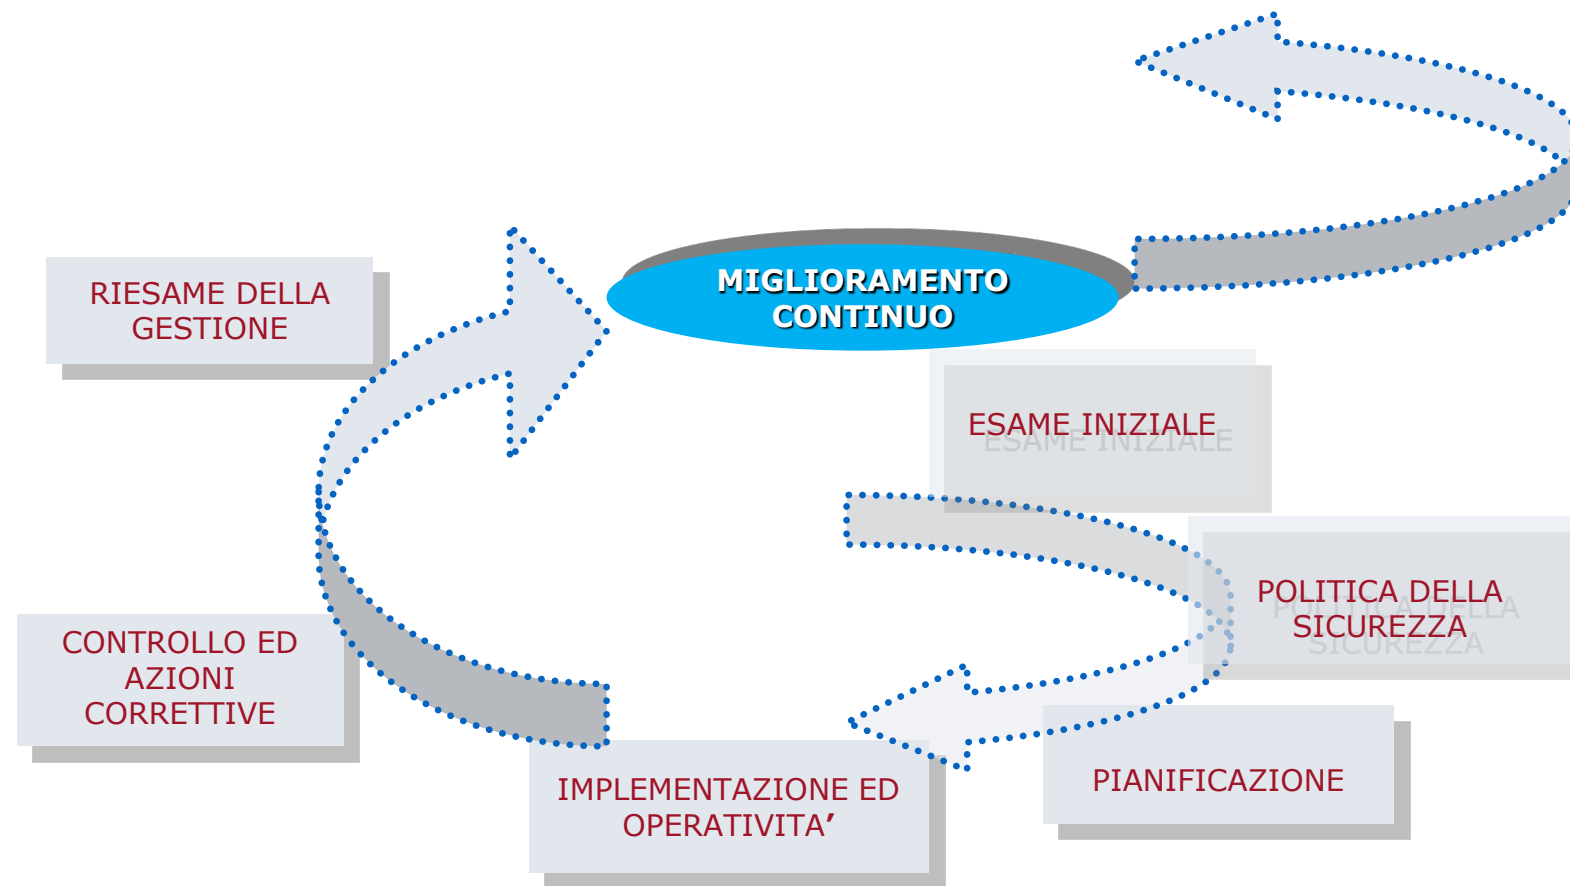 MIGLIORAMENTO
CONTINUO
RIESAME DELLA
GESTIONE
ESAME INIZIALE
POLITICA DELLA
SICUREZZA
CONTROLLO ED
AZIONI
CORRETTIVE
IMPLEMENTAZIONE ED
OPERATIVITA’
PIANIFICAZIONE